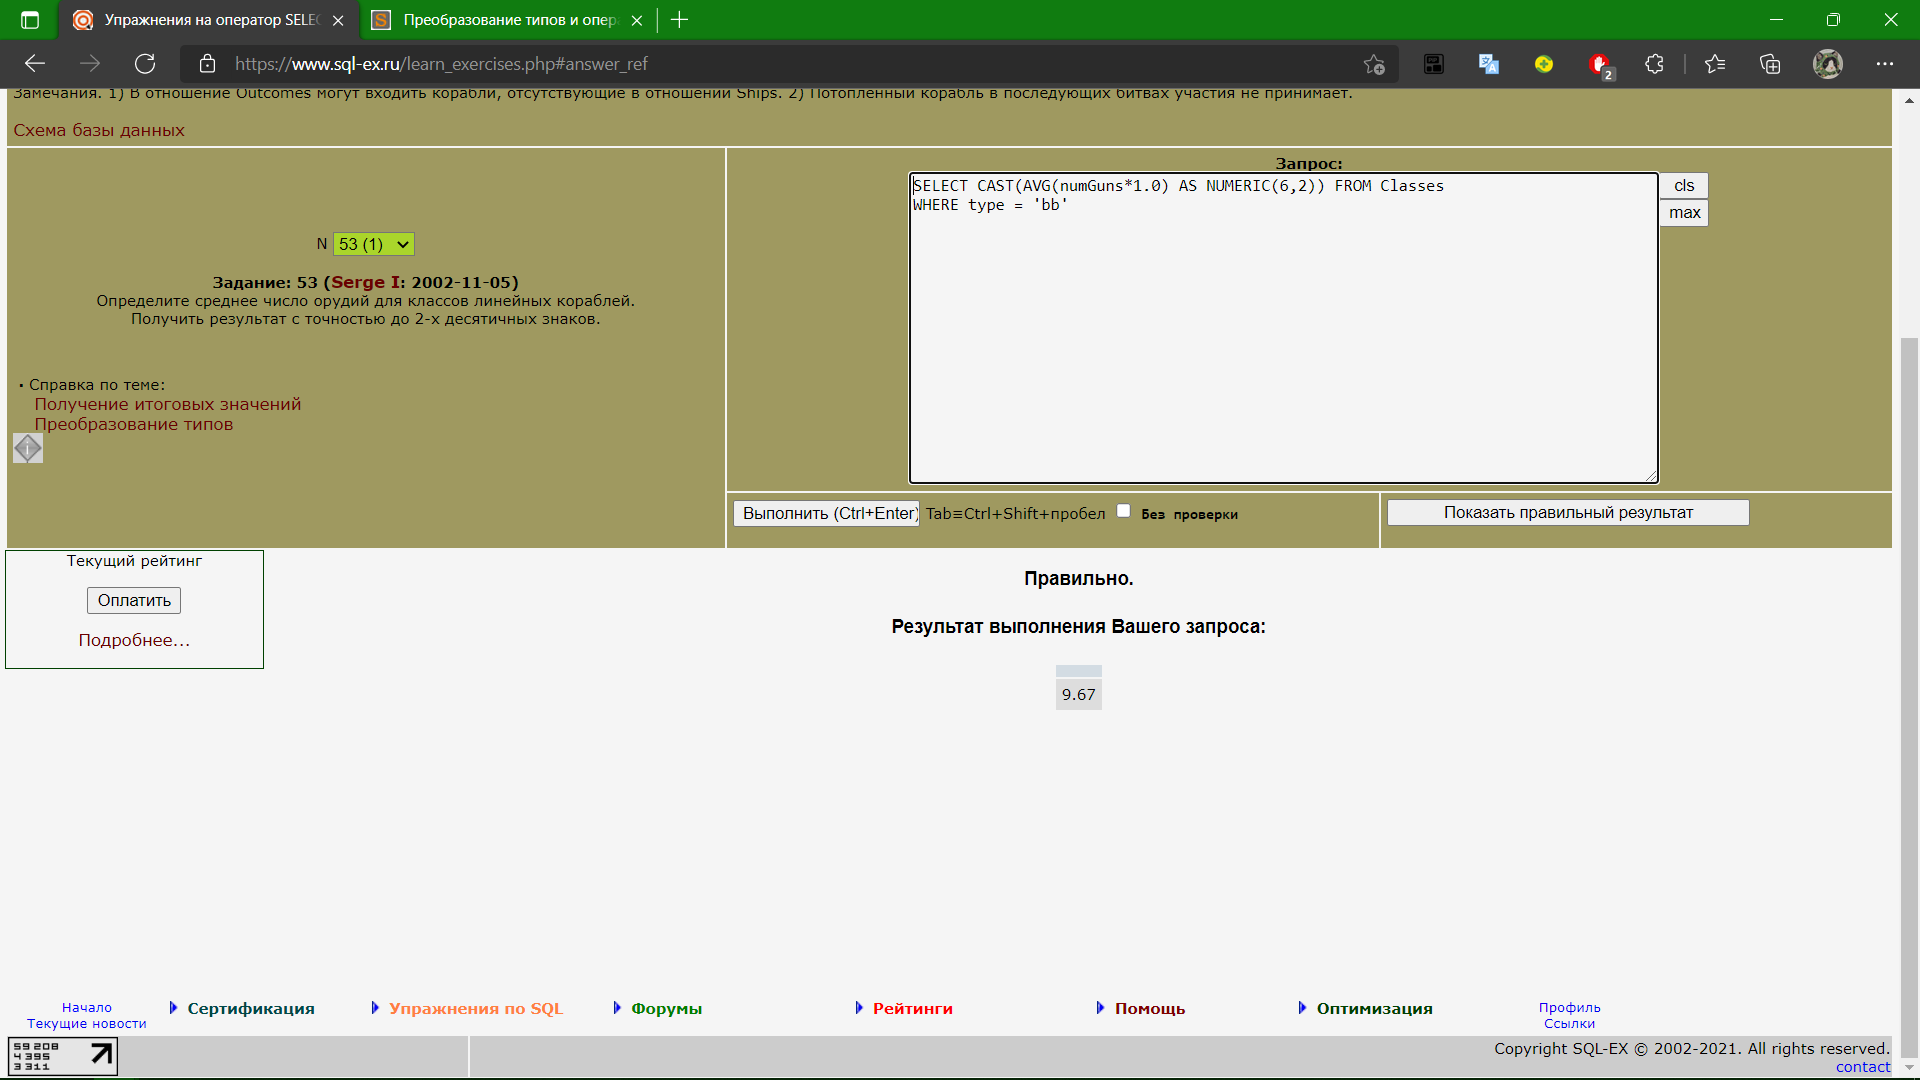 Упражнения на оператор SELEC
Преобразование типов и опер
https://www.sql-ex.ru/learn_exercises.php#answer_ref
2
Замечания. 1) В отношение Outcomes могут входить корабли, отсутствующие в отношении Ships. 2) Потопленный корабль в последующих битвах участия не принимает.
Схема базы данных
N 53 (1)
Задание: 53 (Serge I: 2002-11-05)
Определите среднее число орудий для классов линейных кораблей.
Получить результат с точностью до 2-х десятичных знаков.
• Справка по теме:
Получение итоговых значений
Преобразование типов
Запрос:
SELECT CAST(AVG(numGuns*1.0) AS NUMERIC(6,2)) FROM Classes
WHERE type = 'bb'
cls
max
Выполнить (Ctrl+Enter) Tab≡Ctrl+Shift+пробел Без проверки
Показать правильный результат
Текущий рейтинг
Оплатить
Подробнее...
Правильно.
Результат выполнения Вашего запроса:
9.67
Начало
Текущие новости
Сертификация
Упражнения по SQL
Форумы
Рейтинги
Помощь
Оптимизация
Профиль
Ссылки
59 208
4 395
3 311
Copyright SQL-EX © 2002-2021. All rights reserved.
contact